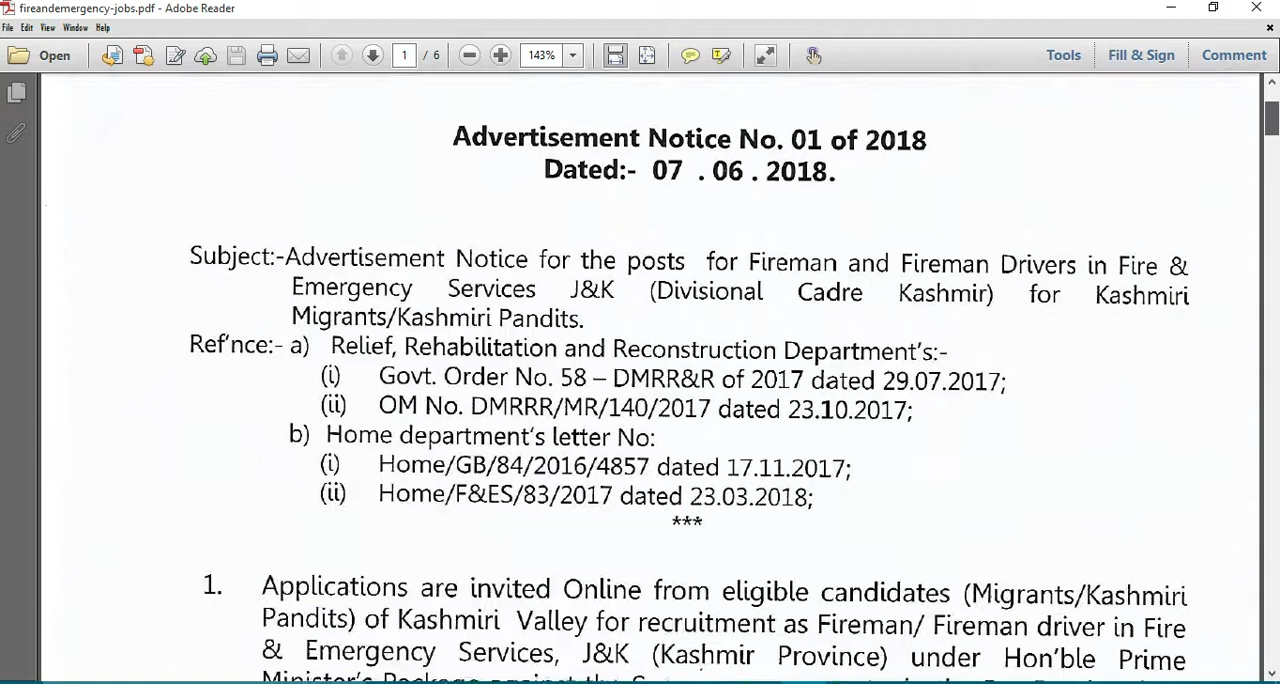 fireandemergency-jobs.pdf - Adobe Reader
File Edit View Window Help
Open 1 / 6 143% Tools Fill & Sign Comment
Advertisement Notice No. 01 of 2018
Dated:- 07 . 06 . 2018.
Subject:-Advertisement Notice for the posts for Fireman and Fireman Drivers in Fire &
Emergency Services J&K (Divisional Cadre Kashmir) for Kashmiri
Migrants/Kashmiri Pandits.
Ref'nce:- a) Relief, Rehabilitation and Reconstruction Department's:-
(i) Govt. Order No. 58 – DMRR&R of 2017 dated 29.07.2017;
(ii) OM No. DMRRR/MR/140/2017 dated 23.10.2017;
b) Home department's letter No:
(i) Home/GB/84/2016/4857 dated 17.11.2017;
(ii) Home/F&ES/83/2017 dated 23.03.2018;
***
1. Applications are invited Online from eligible candidates (Migrants/Kashmiri
Pandits) of Kashmiri Valley for recruitment as Fireman/ Fireman driver in Fire
& Emergency Services, J&K (Kashmir Province) under Hon'ble Prime
Minister's Package against the